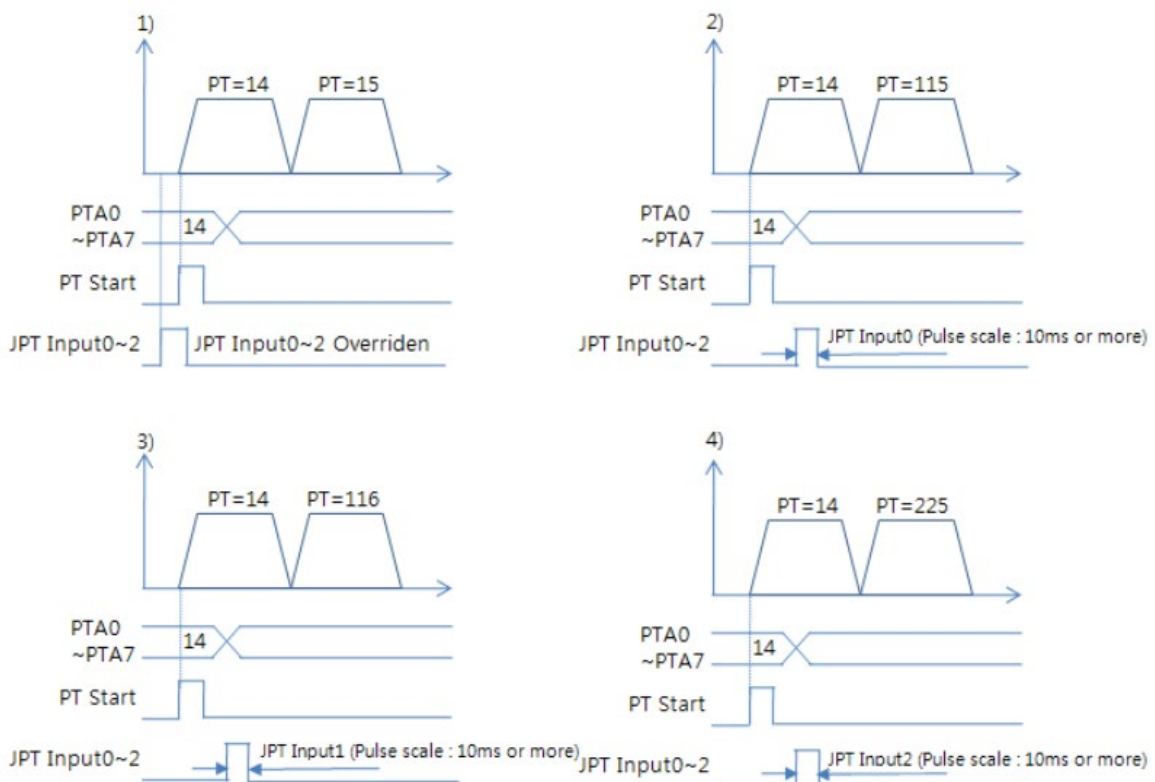 1)
PT=14
PT=15
PTA0
~PTA7
14
PT Start
JPT Input0~2
JPT Input0~2 Overriden
2)
PT=14
PT=115
PTA0
~PTA7
14
PT Start
JPT Input0~2
JPT Input0 (Pulse scale : 10ms or more)
3)
PT=14
PT=116
PTA0
~PTA7
14
PT Start
JPT Input0~2
JPT Input1 (Pulse scale : 10ms or more)
4)
PT=14
PT=225
PTA0
~PTA7
14
PT Start
JPT Input0~2
JPT Input2 (Pulse scale : 10ms or more)